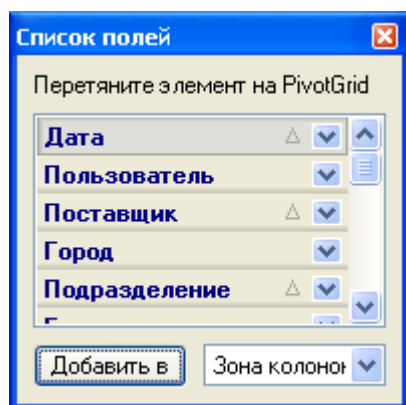 Список полей
Перетяните элемент на PivotGrid
Дата
Пользователь
Поставщик
Город
Подразделение
Добавить в
Зона колонок